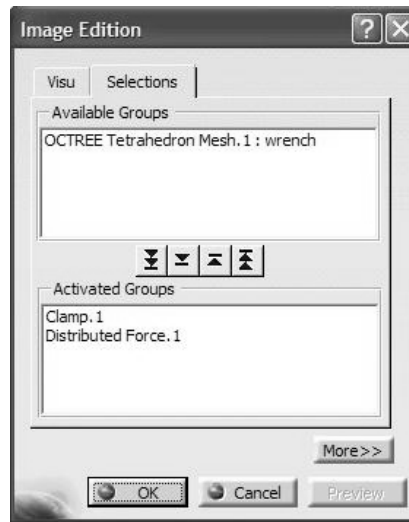 Image Edition
Visu Selections
Available Groups
OCTREE Tetrahedron Mesh.1 : wrench
Activated Groups
Clamp.1
Distributed Force.1
More>>
OK Cancel Preview